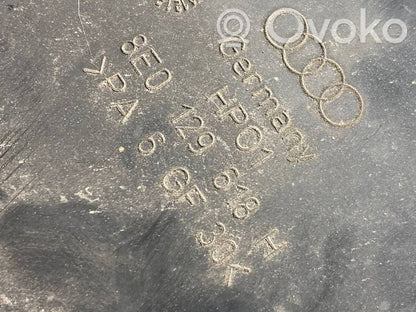 Ovoko
Germany
HP01
8E0 129 618 H
>PA 6 GF 30<